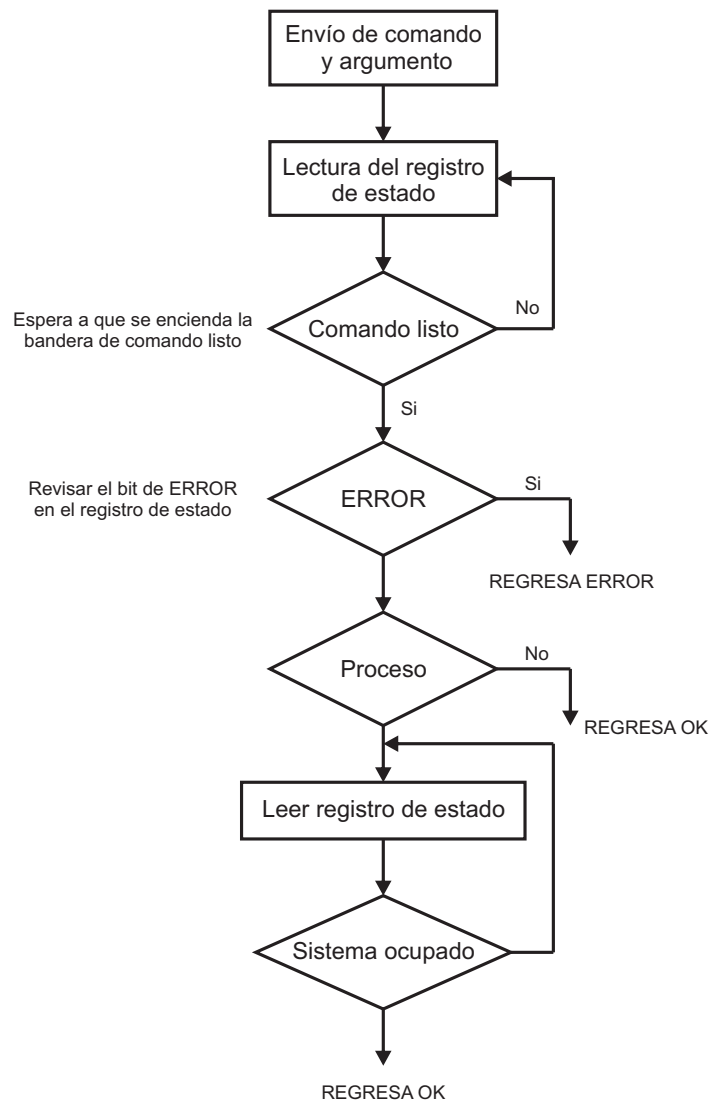 Envío de comando
y argumento
Lectura del registro
de estado
Espera a que se encienda la
bandera de comando listo
Comando listo
No
Si
Revisar el bit de ERROR
en el registro de estado
ERROR
Si
REGRESA ERROR
Proceso
No
REGRESA OK
Leer registro de estado
Sistema ocupado
REGRESA OK